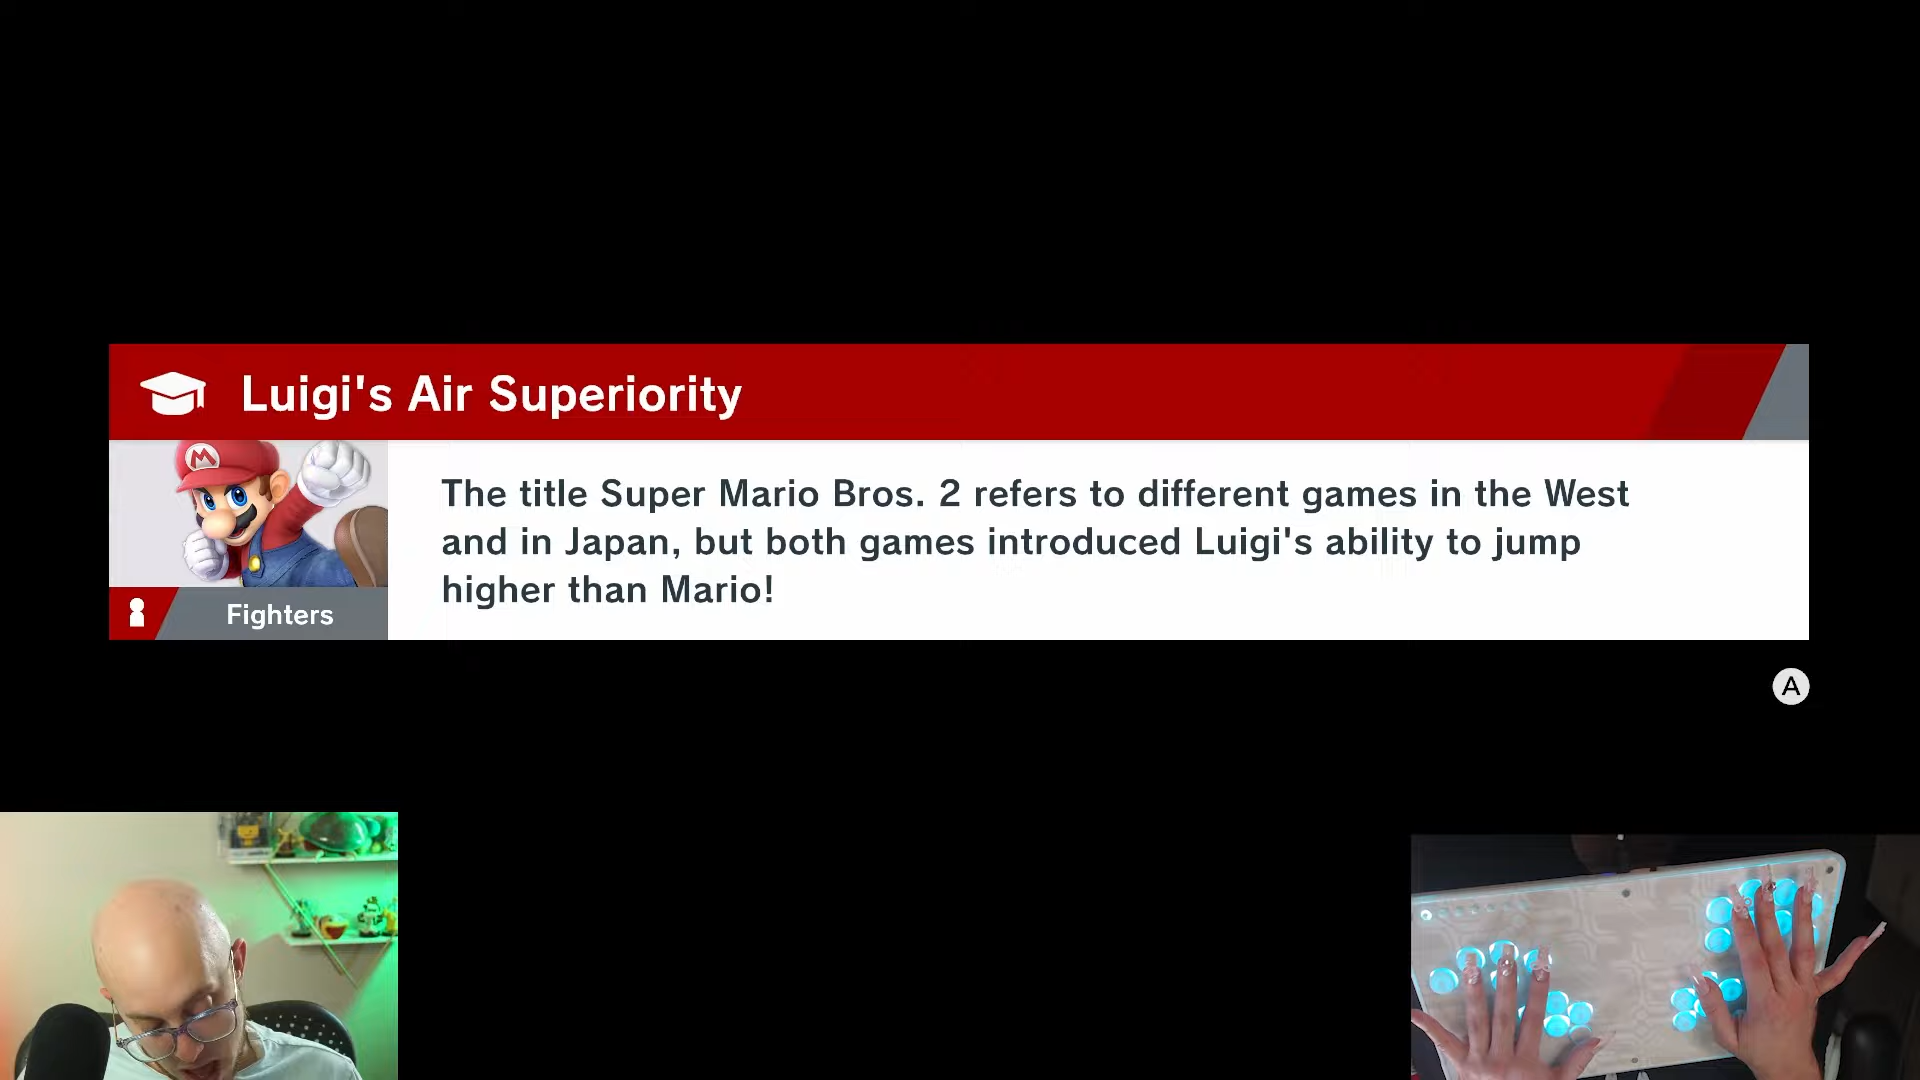 Luigi's Air Superiority
The title Super Mario Bros. 2 refers to different games in the West
and in Japan, but both games introduced Luigi's ability to jump
higher than Mario!
M
Fighters
A